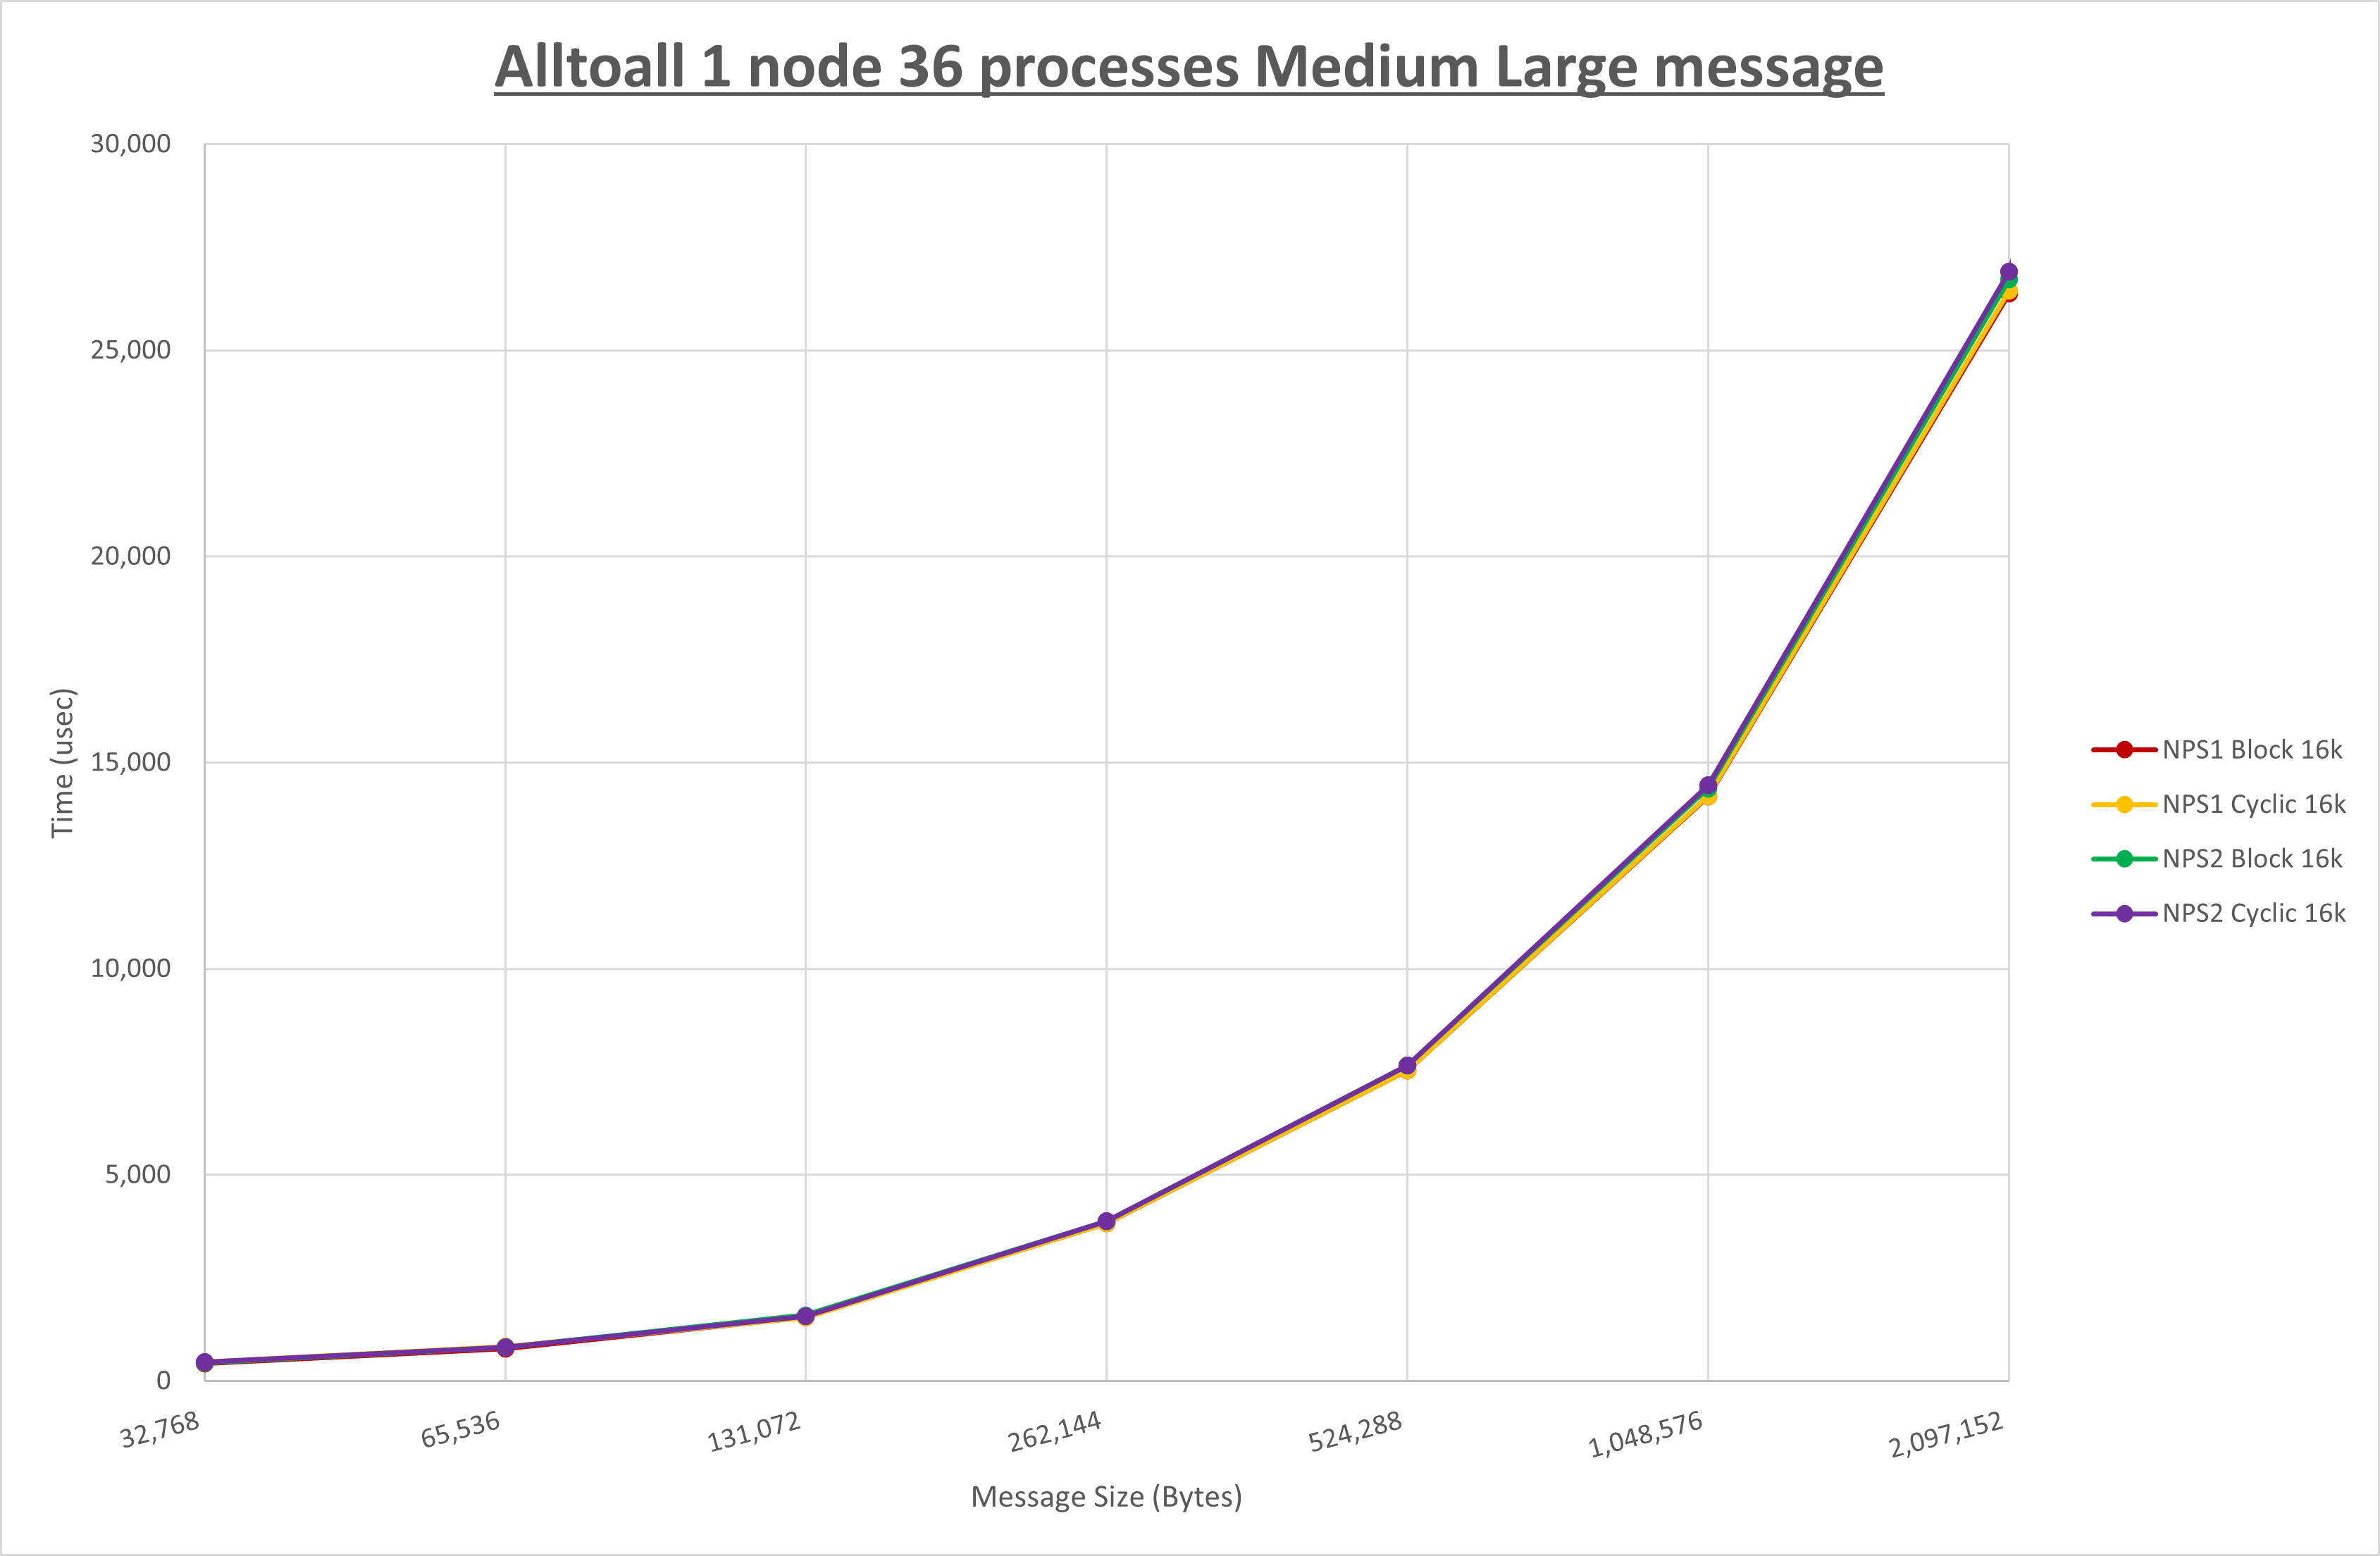 Alltoall 1 node 36 processes Medium Large message
30,000
25,000
20,000
15,000
10,000
5,000
0
Time (usec)
32,768
65,536
131,072
262,144
524,288
1,048,576
2,097,152
Message Size (Bytes)
NPS1 Block 16k
NPS1 Cyclic 16k
NPS2 Block 16k
NPS2 Cyclic 16k